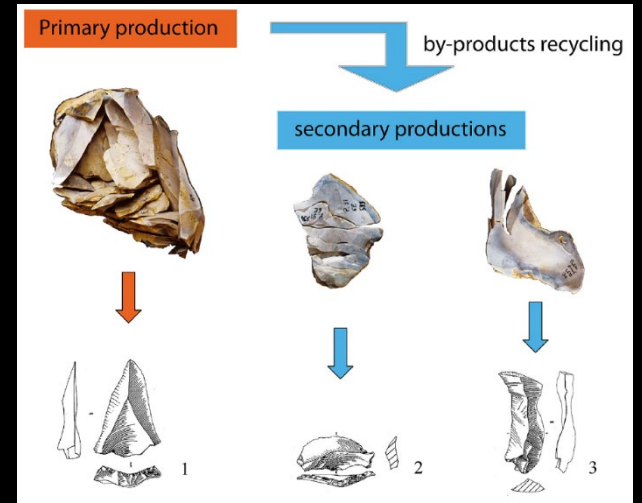 Primary production
by-products recycling
secondary productions
1
2
3